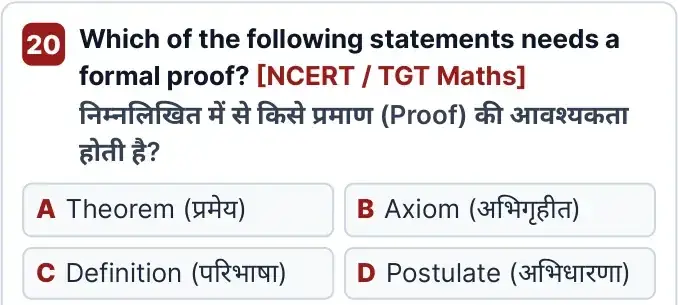 20 Which of the following statements needs a
formal proof? [NCERT / TGT Maths]
निम्नलिखित में से किसे प्रमाण (Proof) की आवश्यकता
होती है?
A Theorem (प्रमेय)
B Axiom (अभिगृहीत)
C Definition (परिभाषा)
D Postulate (अभिधारणा)